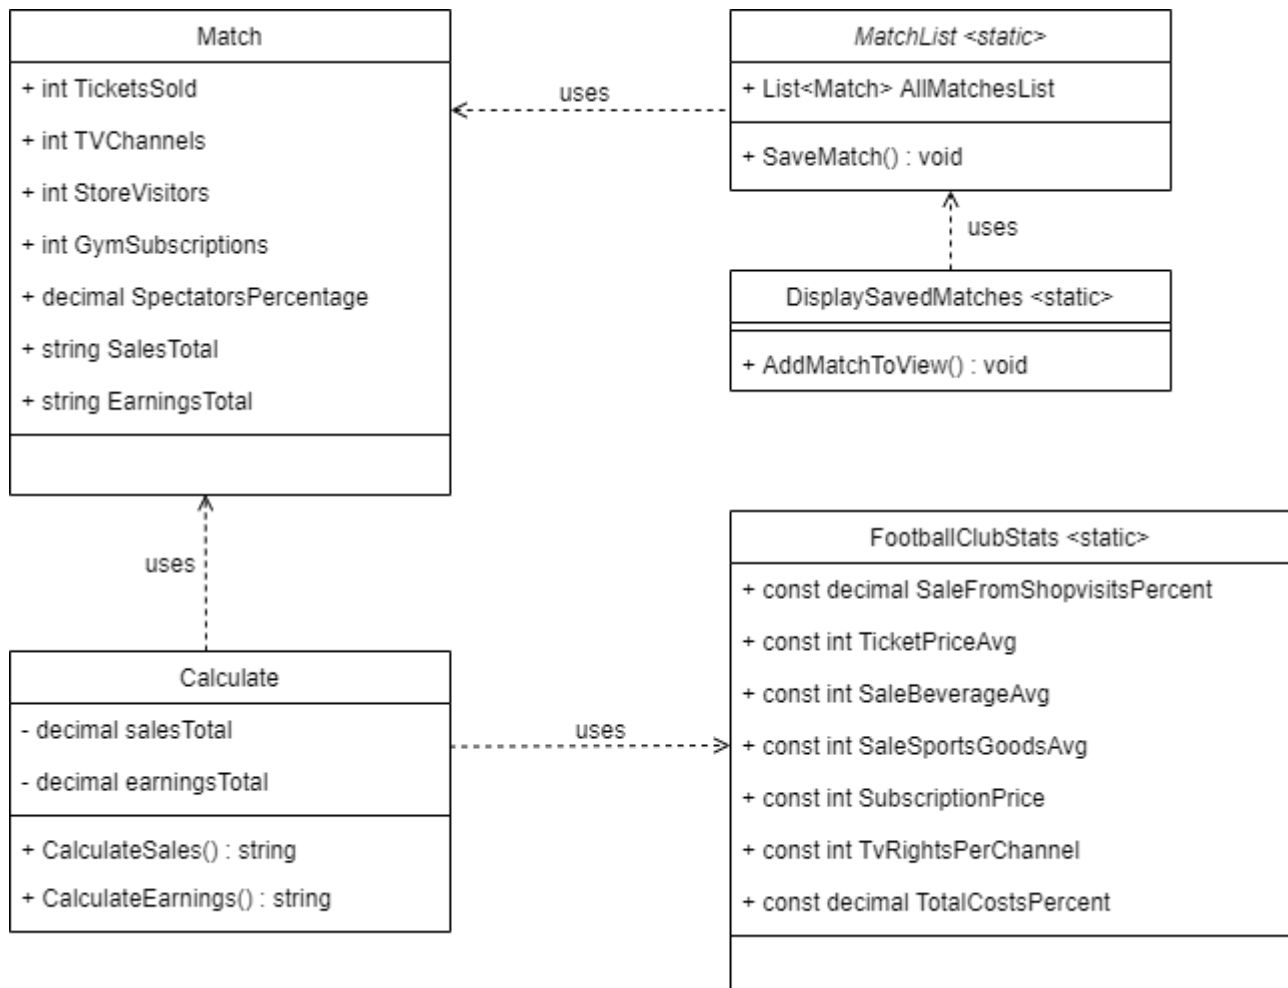 Match
+ int TicketsSold
+ int TVChannels
+ int StoreVisitors
+ int GymSubscriptions
+ decimal SpectatorsPercentage
+ string SalesTotal
+ string EarningsTotal
uses
MatchList <static>
+ List<Match> AllMatchesList
+ SaveMatch() : void
uses
DisplaySavedMatches <static>
+ AddMatchToView() : void
uses
Calculate
- decimal salesTotal
- decimal earningsTotal
+ CalculateSales() : string
+ CalculateEarnings() : string
uses
FootballClubStats <static>
+ const decimal SaleFromShopvisitsPercent
+ const int TicketPriceAvg
+ const int SaleBeverageAvg
+ const int SaleSportsGoodsAvg
+ const int SubscriptionPrice
+ const int TvRightsPerChannel
+ const decimal TotalCostsPercent